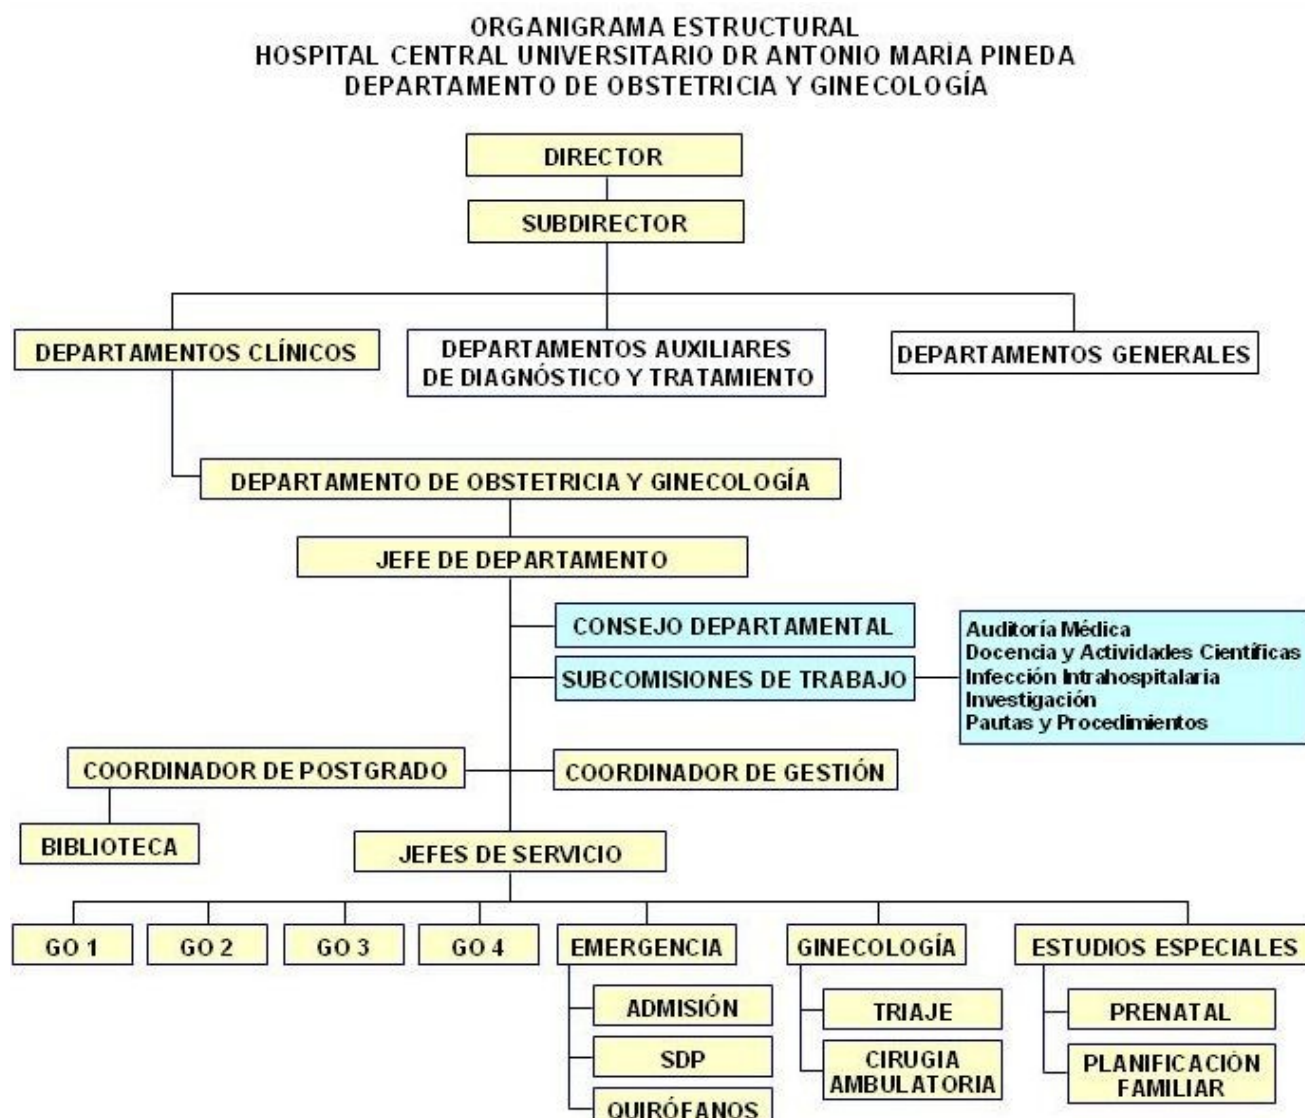 ORGANIGRAMA ESTRUCTURAL
HOSPITAL CENTRAL UNIVERSITARIO DR ANTONIO MARÍA PINEDA
DEPARTAMENTO DE OBSTETRICIA Y GINECOLOGÍA
DIRECTOR
SUBDIRECTOR
DEPARTAMENTOS CLÍNICOS
DEPARTAMENTOS AUXILIARES
DE DIAGNÓSTICO Y TRATAMIENTO
DEPARTAMENTOS GENERALES
DEPARTAMENTO DE OBSTETRICIA Y GINECOLOGÍA
JEFE DE DEPARTAMENTO
CONSEJO DEPARTAMENTAL
SUBCOMISIONES DE TRABAJO
Auditoría Médica
Docencia y Actividades Científicas
Infección Intrahospitalaria
Investigación
Pautas y Procedimientos
COORDINADOR DE POSTGRADO
COORDINADOR DE GESTIÓN
BIBLIOTECA
JEFES DE SERVICIO
GO 1
GO 2
GO 3
GO 4
EMERGENCIA
GINECOLOGÍA
ESTUDIOS ESPECIALES
ADMISIÓN
SDP
QUIRÓFANOS
TRIAJE
CIRUGIA
AMBULATORIA
PRENATAL
PLANIFICACIÓN
FAMILIAR